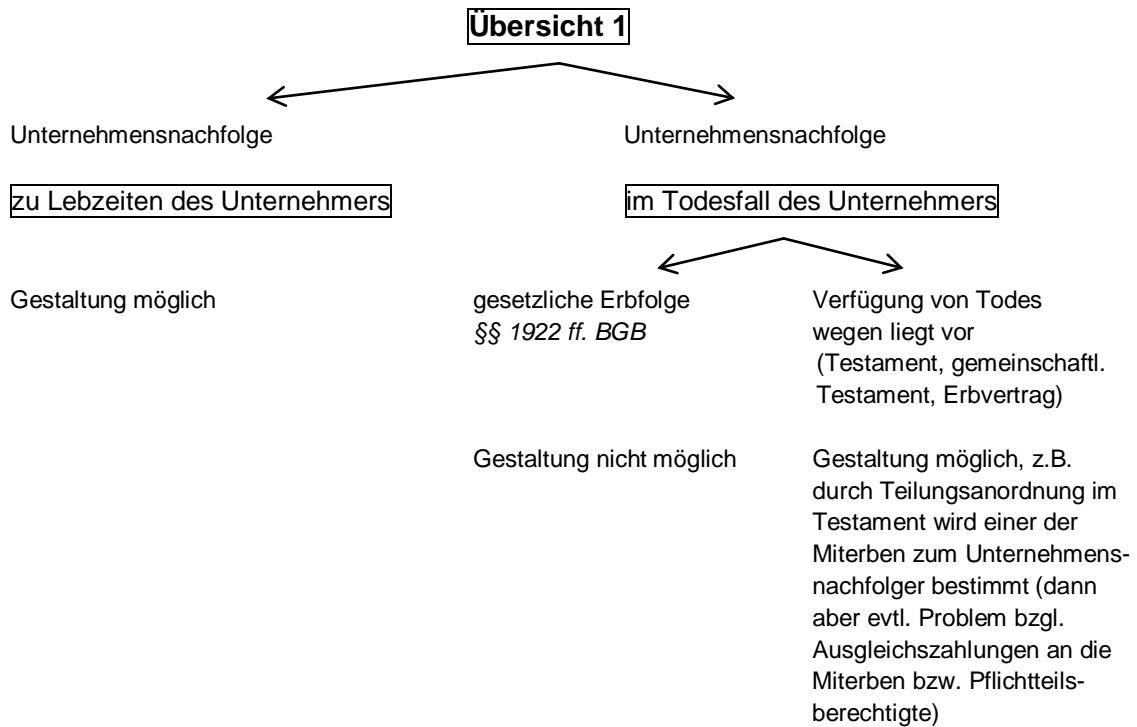 Übersicht 1
Unternehmensnachfolge
zu Lebzeiten des Unternehmers
Gestaltung möglich
Unternehmensnachfolge
im Todesfall des Unternehmers
gesetzliche Erbfolge
§§ 1922 ff. BGB
Gestaltung nicht möglich
Verfügung von Todes
wegen liegt vor
(Testament, gemeinschaftl.
Testament, Erbvertrag)
Gestaltung möglich, z.B.
durch Teilungsanordnung im
Testament wird einer der
Miterben zum Unternehmens-
nachfolger bestimmt (dann
aber evtl. Problem bzgl.
Ausgleichszahlungen an die
Miterben bzw. Pflichtteils-
berechtigte)